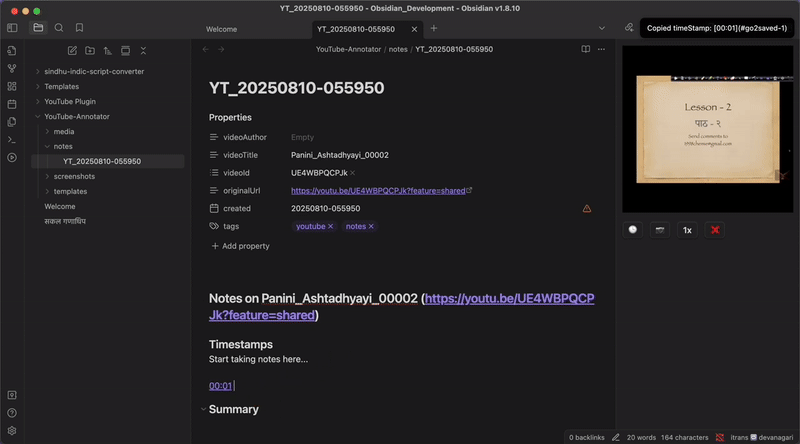 YT_20250810-055950 - Obsidian_Development - Obsidian v1.8.10
Welcome
YT_20250810-055950
Copied timeStamp: [00:01](#go2saved-1)
YouTube-Annotator / notes / YT_20250810-055950
sindhu-indic-script-converter
Templates
YouTube Plugin
YouTube-Annotator
media
notes
YT_20250810-055950
screenshots
templates
Welcome
सकल गणाधिप
YT_20250810-055950
Properties
videoAuthor Empty
videoTitle Panini_Ashtadhyayi_00002
videoId UE4WBPQCPJk
originalUrl https://youtu.be/UE4WBPQCPJk?feature=shared
created 20250810-055950
tags youtube notes
Add property
Notes on Panini_Ashtadhyayi_00002 (https://youtu.be/UE4WBPQCP
Jk?feature=shared)
Timestamps
Start taking notes here...
00:01
Summary
Lesson - 2
पाठ - २
Send comments to
1x
0 backlinks 20 words 164 characters itrans devanagari